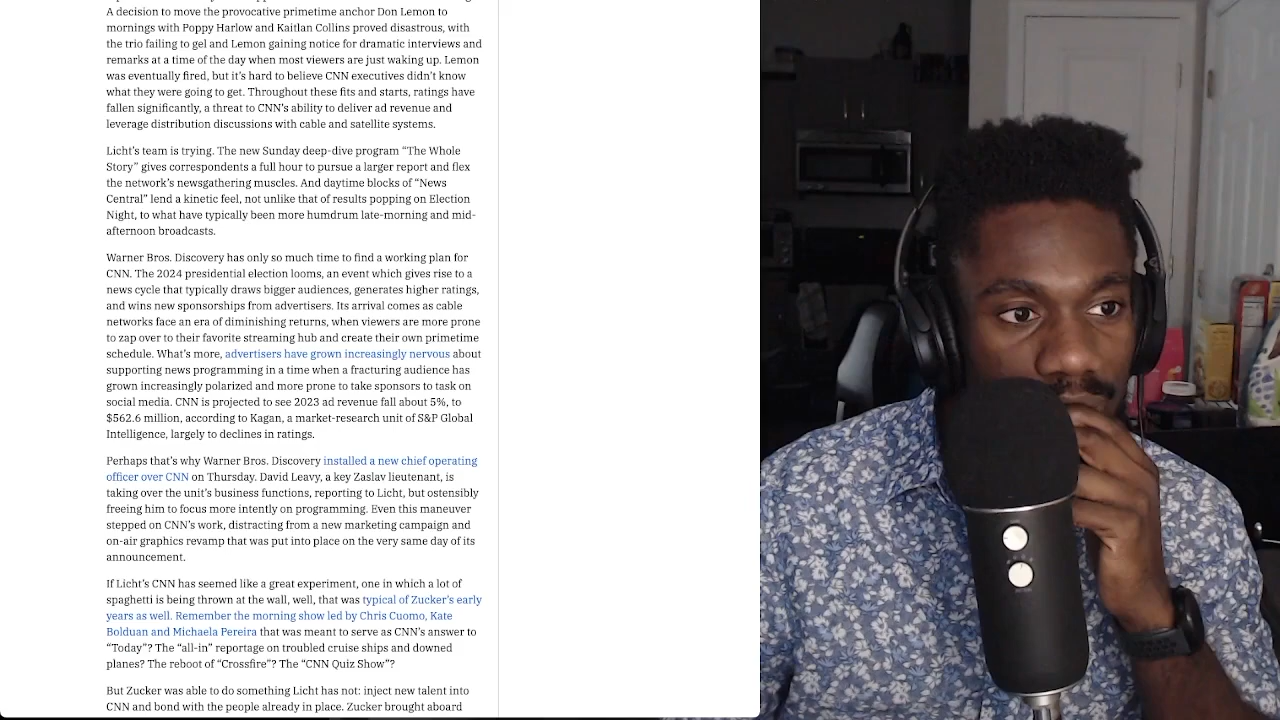 A decision to move the provocative primetime anchor Don Lemon to
mornings with Poppy Harlow and Kaitlan Collins proved disastrous, with
the trio failing to gel and Lemon gaining notice for dramatic interviews and
remarks at a time of the day when most viewers are just waking up. Lemon
was eventually fired, but it’s hard to believe CNN executives didn’t know
what they were going to get. Throughout these fits and starts, ratings have
fallen significantly, a threat to CNN’s ability to deliver ad revenue and
leverage distribution discussions with cable and satellite systems.
Licht’s team is trying. The new Sunday deep-dive program “The Whole
Story” gives correspondents a full hour to pursue a larger report and flex
the network’s newsgathering muscles. And daytime blocks of “News
Central” lend a kinetic feel, not unlike that of results popping on Election
Night, to what have typically been more humdrum late-morning and mid-
afternoon broadcasts.
Warner Bros. Discovery has only so much time to find a working plan for
CNN. The 2024 presidential election looms, an event which gives rise to a
news cycle that typically draws bigger audiences, generates higher ratings,
and wins new sponsorships from advertisers. Its arrival comes as cable
networks face an era of diminishing returns, when viewers are more prone
to zap over to their favorite streaming hub and create their own primetime
schedule. What’s more, advertisers have grown increasingly nervous about
supporting news programming in a time when a fracturing audience has
grown increasingly polarized and more prone to take sponsors to task on
social media. CNN is projected to see 2023 ad revenue fall about 5%, to
$562.6 million, according to Kagan, a market-research unit of S&P Global
Intelligence, largely to declines in ratings.
Perhaps that’s why Warner Bros. Discovery installed a new chief operating
officer over CNN on Thursday. David Leavy, a key Zaslav lieutenant, is
taking over the unit’s business functions, reporting to Licht, but ostensibly
freeing him to focus more intently on programming. Even this maneuver
stepped on CNN’s work, distracting from a new marketing campaign and
on-air graphics revamp that was put into place on the very same day of its
announcement.
If Licht’s CNN has seemed like a great experiment, one in which a lot of
spaghetti is being thrown at the wall, well, that was typical of Zucker’s early
years as well. Remember the morning show led by Chris Cuomo, Kate
Bolduan and Michaela Pereira that was meant to serve as CNN’s answer to
“Today”? The “all-in” reportage on troubled cruise ships and downed
planes? The reboot of “Crossfire”? The “CNN Quiz Show”?
But Zucker was able to do something Licht has not: inject new talent into
CNN and bond with the people already in place. Zucker brought aboard